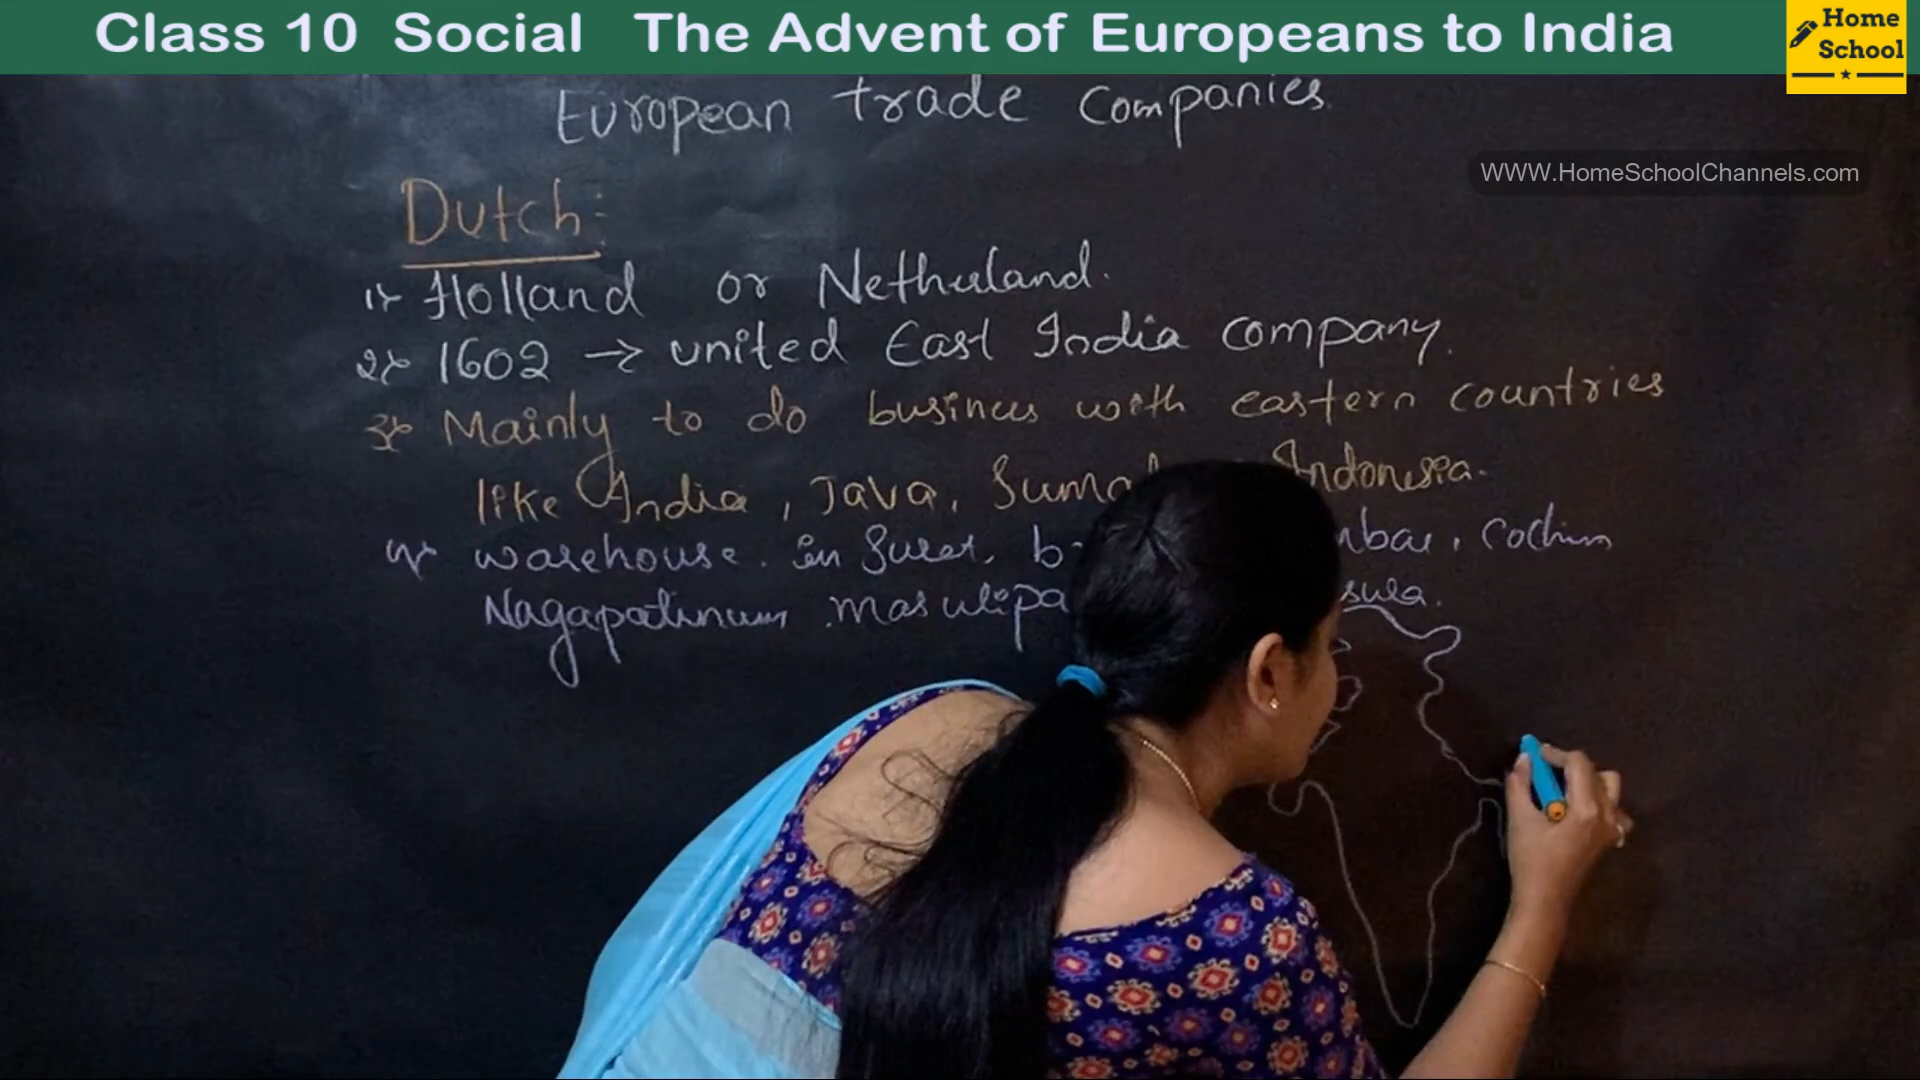 Class 10 Social The Advent of Europeans to India
Home
School
European trade Companies
WWW.HomeSchoolChannels.com
Dutch:
1) Holland or Netherland.
2) 1602 → united East India company.
3) Mainly to do business with eastern countries
like India, Java, Indonesia.
4) warehouse. in Surat, Cochin
Nagapatinum